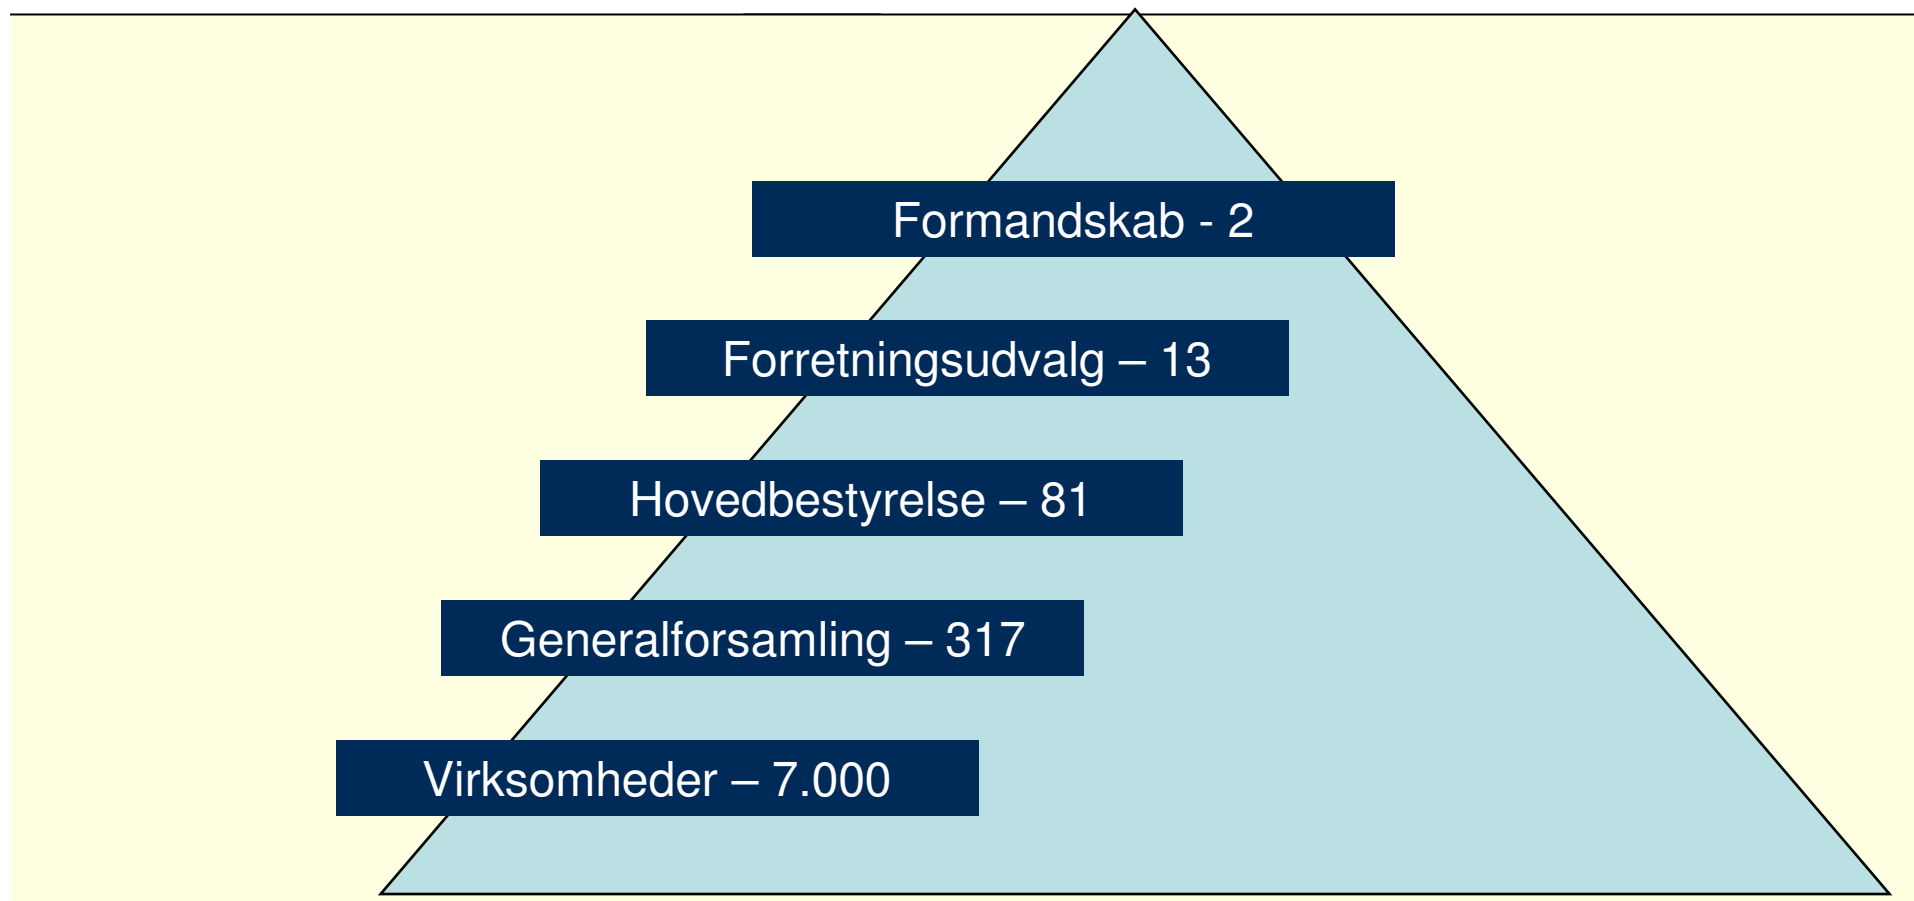 Formandskab - 2
Forretningsudvalg – 13
Hovedbestyrelse – 81
Generalforsamling – 317
Virksomheder – 7.000